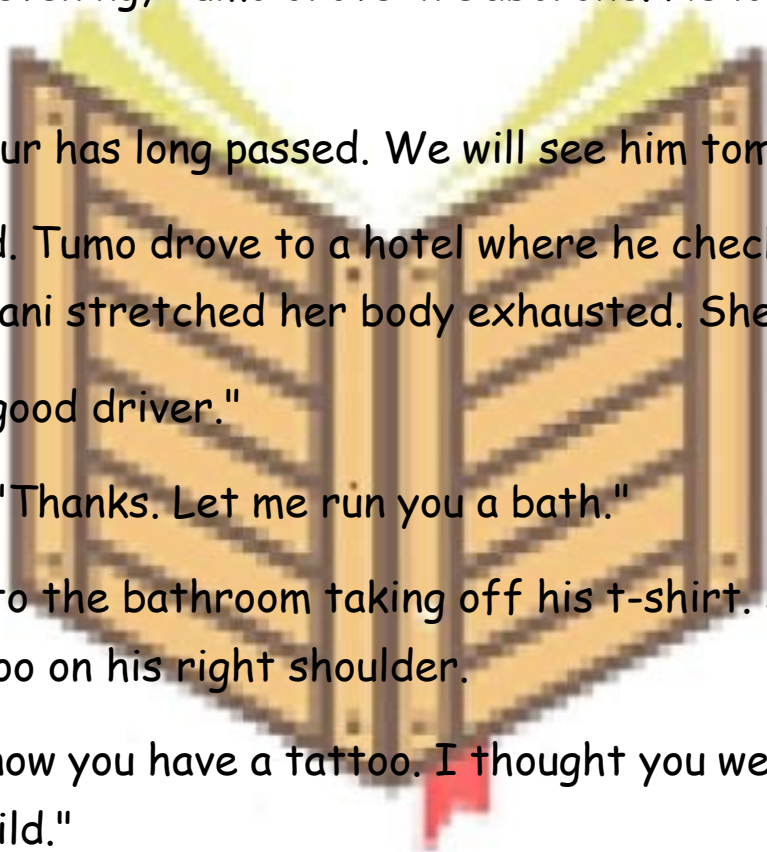 ur has long passed. We will see him tom
d. Tumo drove to a hotel where he chec
ani stretched her body exhausted. She
good driver."
"Thanks. Let me run you a bath."
to the bathroom taking off his t-shirt.
oo on his right shoulder.
now you have a tattoo. I thought you we
ild."